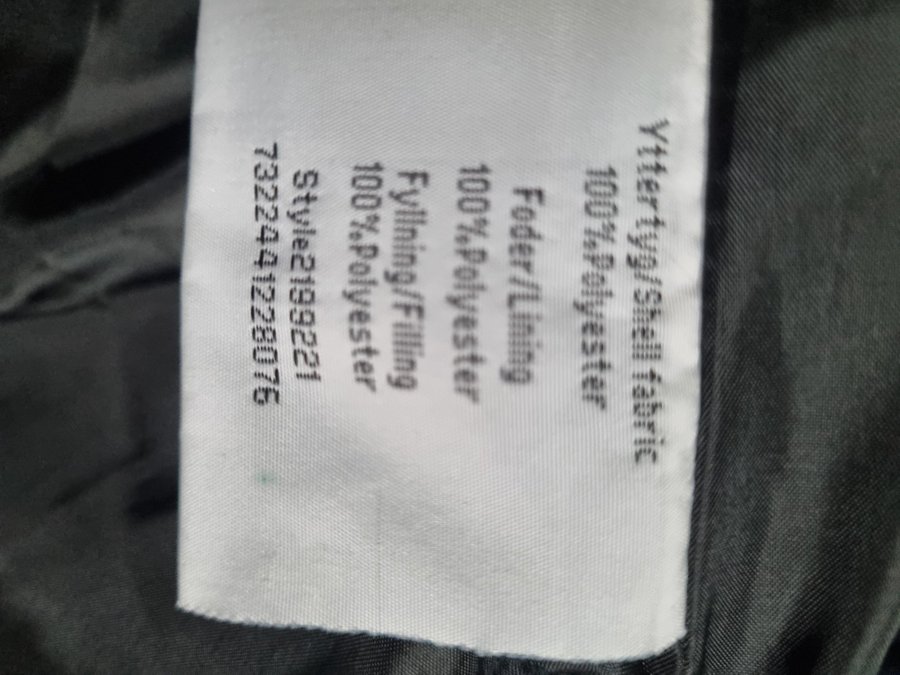 Yttertyg/Shell fabric
100%Polyester
Foder/Lining
100%Polyester
Fyllning/Filling
100%Polyester
Style2199221
7322441228076